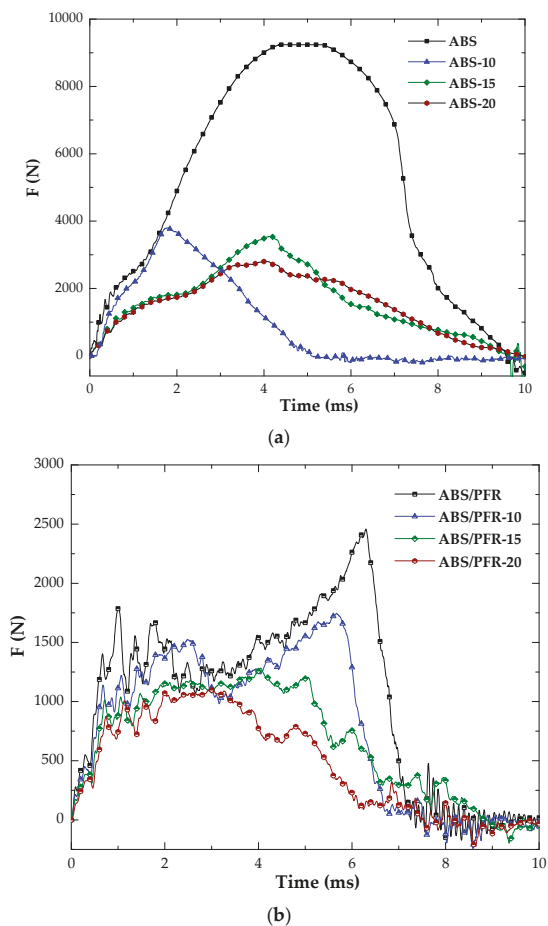 10000
8000
6000
4000
2000
0
F (N)
ABS
ABS-10
ABS-15
ABS-20
0 2 4 6 8 10
Time (ms)
(a)
3000
2500
2000
1500
1000
500
0
F (N)
ABS/PFR
ABS/PFR-10
ABS/PFR-15
ABS/PFR-20
0 2 4 6 8 10
Time (ms)
(b)